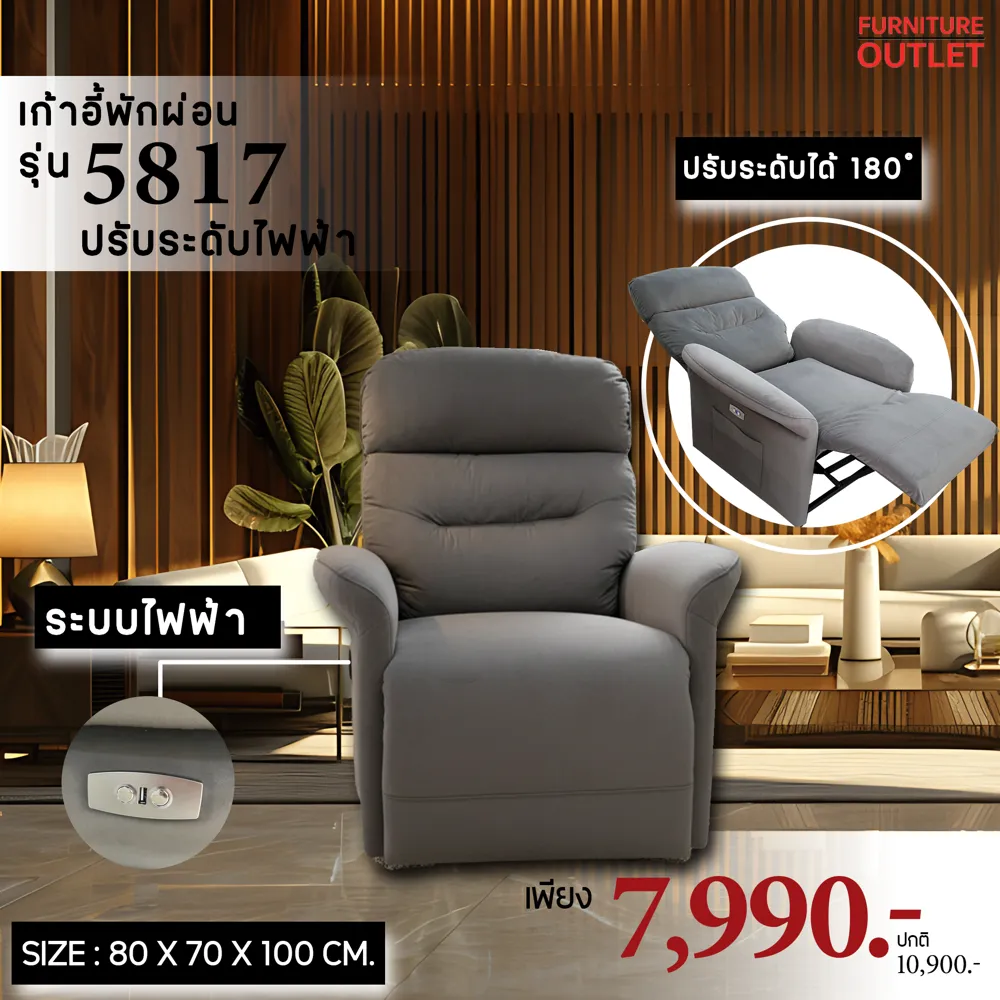 FURNITURE
OUTLET
เก้าอี้พักผ่อน
รุ่น 5817
ปรับระดับไฟฟ้า
ปรับระดับได้ 180°
ระบบไฟฟ้า
เพียง 7,990.-
ปกติ
10,900.-
SIZE : 80 X 70 X 100 CM.